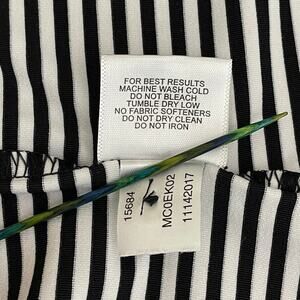 FOR BEST RESULTS
MACHINE WASH COLD
DO NOT BLEACH
TUMBLE DRY LOW
NO FABRIC SOFTENERS
DO NOT DRY CLEAN
DO NOT IRON
15684
MC0EK02
11142017